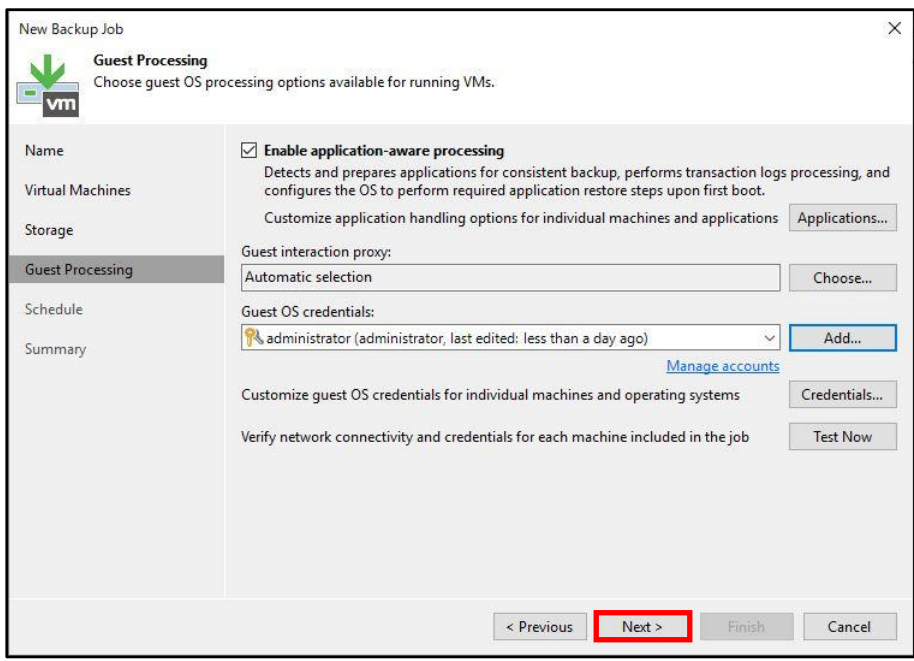 New Backup Job
Guest Processing
Choose guest OS processing options available for running VMs.
vm
Name
Virtual Machines
Storage
Guest Processing
Schedule
Summary
Enable application-aware processing
Detects and prepares applications for consistent backup, performs transaction logs processing, and
configures the OS to perform required application restore steps upon first boot.
Customize application handling options for individual machines and applications
Applications...
Guest interaction proxy:
Automatic selection
Choose...
Guest OS credentials:
administrator (administrator, last edited: less than a day ago)
Add...
Manage accounts
Customize guest OS credentials for individual machines and operating systems
Credentials...
Verify network connectivity and credentials for each machine included in the job
Test Now
< Previous
Next >
Finish
Cancel